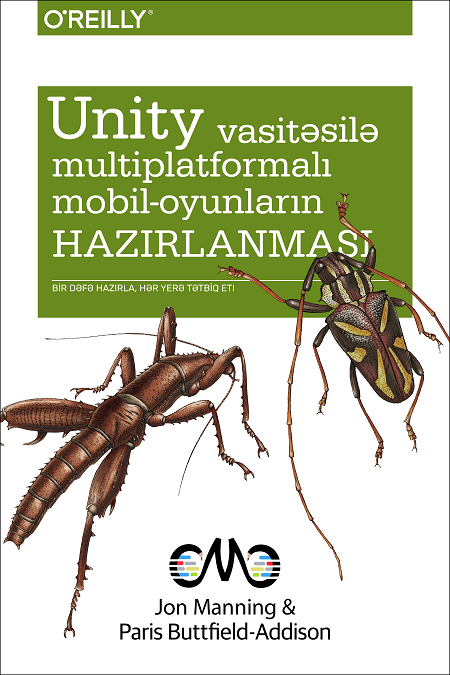 O'REILLY®
Unity vasitəsilə
multiplatformalı
mobil-oyunların
HAZIRLANMASI
BİR DƏFƏ HAZIRLA, HƏR YERƏ TƏTBİQ ET!
Jon Manning &
Paris Buttfield-Addison